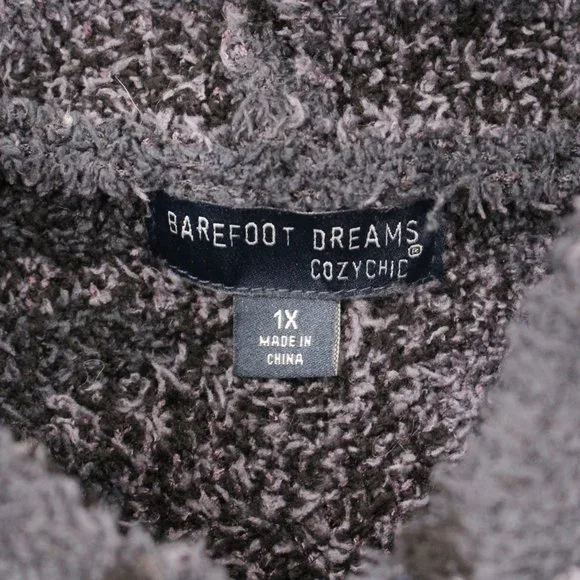 BAREFOOT DREAMS®
COZYCHIC
1X
MADE IN
CHINA